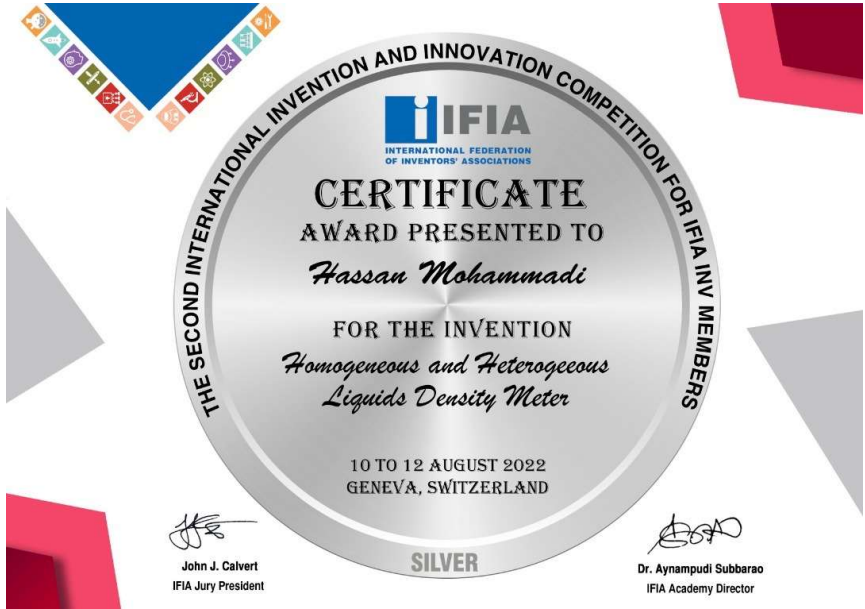 THE SECOND INTERNATIONAL INVENTION AND INNOVATION COMPETITION FOR IFIA INV MEMBERS
IFIA
INTERNATIONAL FEDERATION
OF INVENTORS' ASSOCIATIONS
CERTIFICATE
AWARD PRESENTED TO
Hassan Mohammadi
FOR THE INVENTION
Homogeneous and Heterogeeous
Liquids Density Meter
10 TO 12 AUGUST 2022
GENEVA, SWITZERLAND
SILVER
John J. Calvert
IFIA Jury President
Dr. Aynampudi Subbarao
IFIA Academy Director